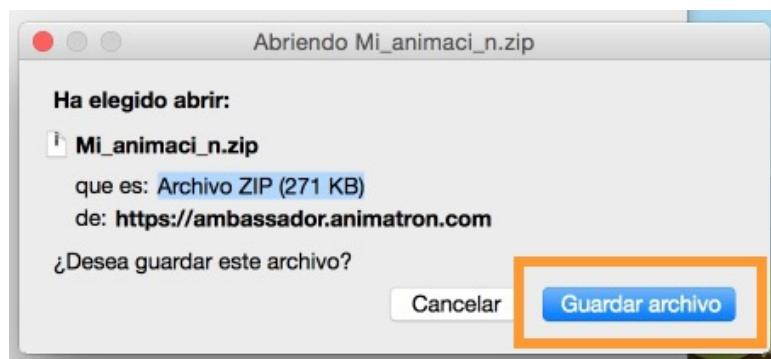 Abriendo Mi_animaci_n.zip
Ha elegido abrir:
Mi_animaci_n.zip
que es: Archivo ZIP (271 KB)
de: https://ambassador.animatron.com
¿Desea guardar este archivo?
Cancelar Guardar archivo